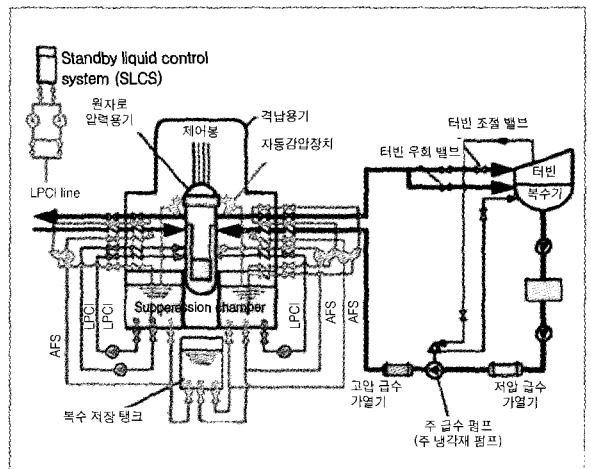 Standby liquid control
system (SLCS)
원자로
압력용기
제어봉
격납용기
자동감압장치
터빈 조절 밸브
터빈 우회 밸브
터빈
복수기
LPCI line
Suppression chamber
AFS
LPCI
LPCI
LPCI
AFS
AFS
복수 저장 탱크
고압 급수
가열기
저압 급수
가열기
주 급수 펌프
(주 냉각재 펌프)